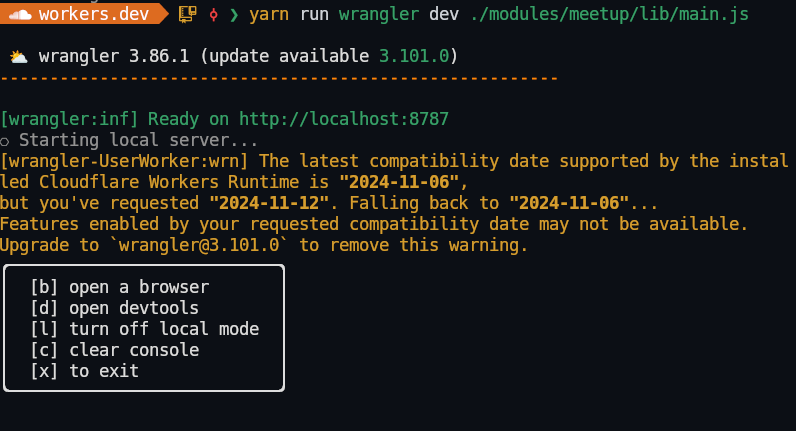 workers.dev ❯ yarn run wrangler dev ./modules/meetup/lib/main.js
⛅ wrangler 3.86.1 (update available 3.101.0)
-------------------------------------------------------
[wrangler:inf] Ready on http://localhost:8787
○ Starting local server...
[wrangler-UserWorker:wrn] The latest compatibility date supported by the instal
led Cloudflare Workers Runtime is "2024-11-06",
but you've requested "2024-11-12". Falling back to "2024-11-06"...
Features enabled by your requested compatibility date may not be available.
Upgrade to `wrangler@3.101.0` to remove this warning.
[b] open a browser
[d] open devtools
[l] turn off local mode
[c] clear console
[x] to exit